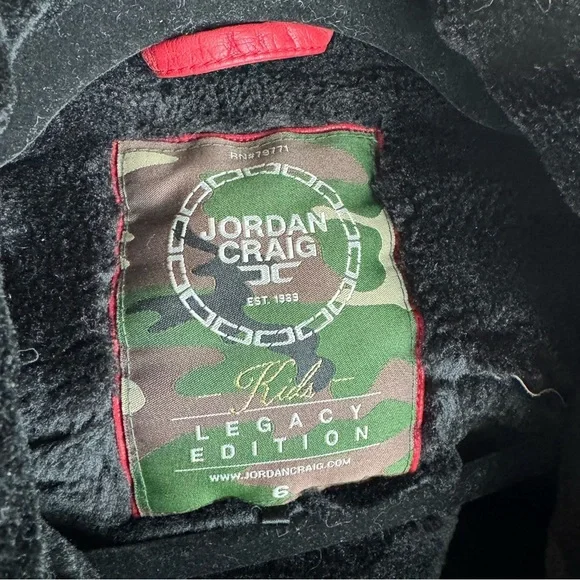 RN#79771
JORDAN
CRAIG
EST. 1989
Kids
LEGACY
EDITION
WWW.JORDANCRAIG.COM
6